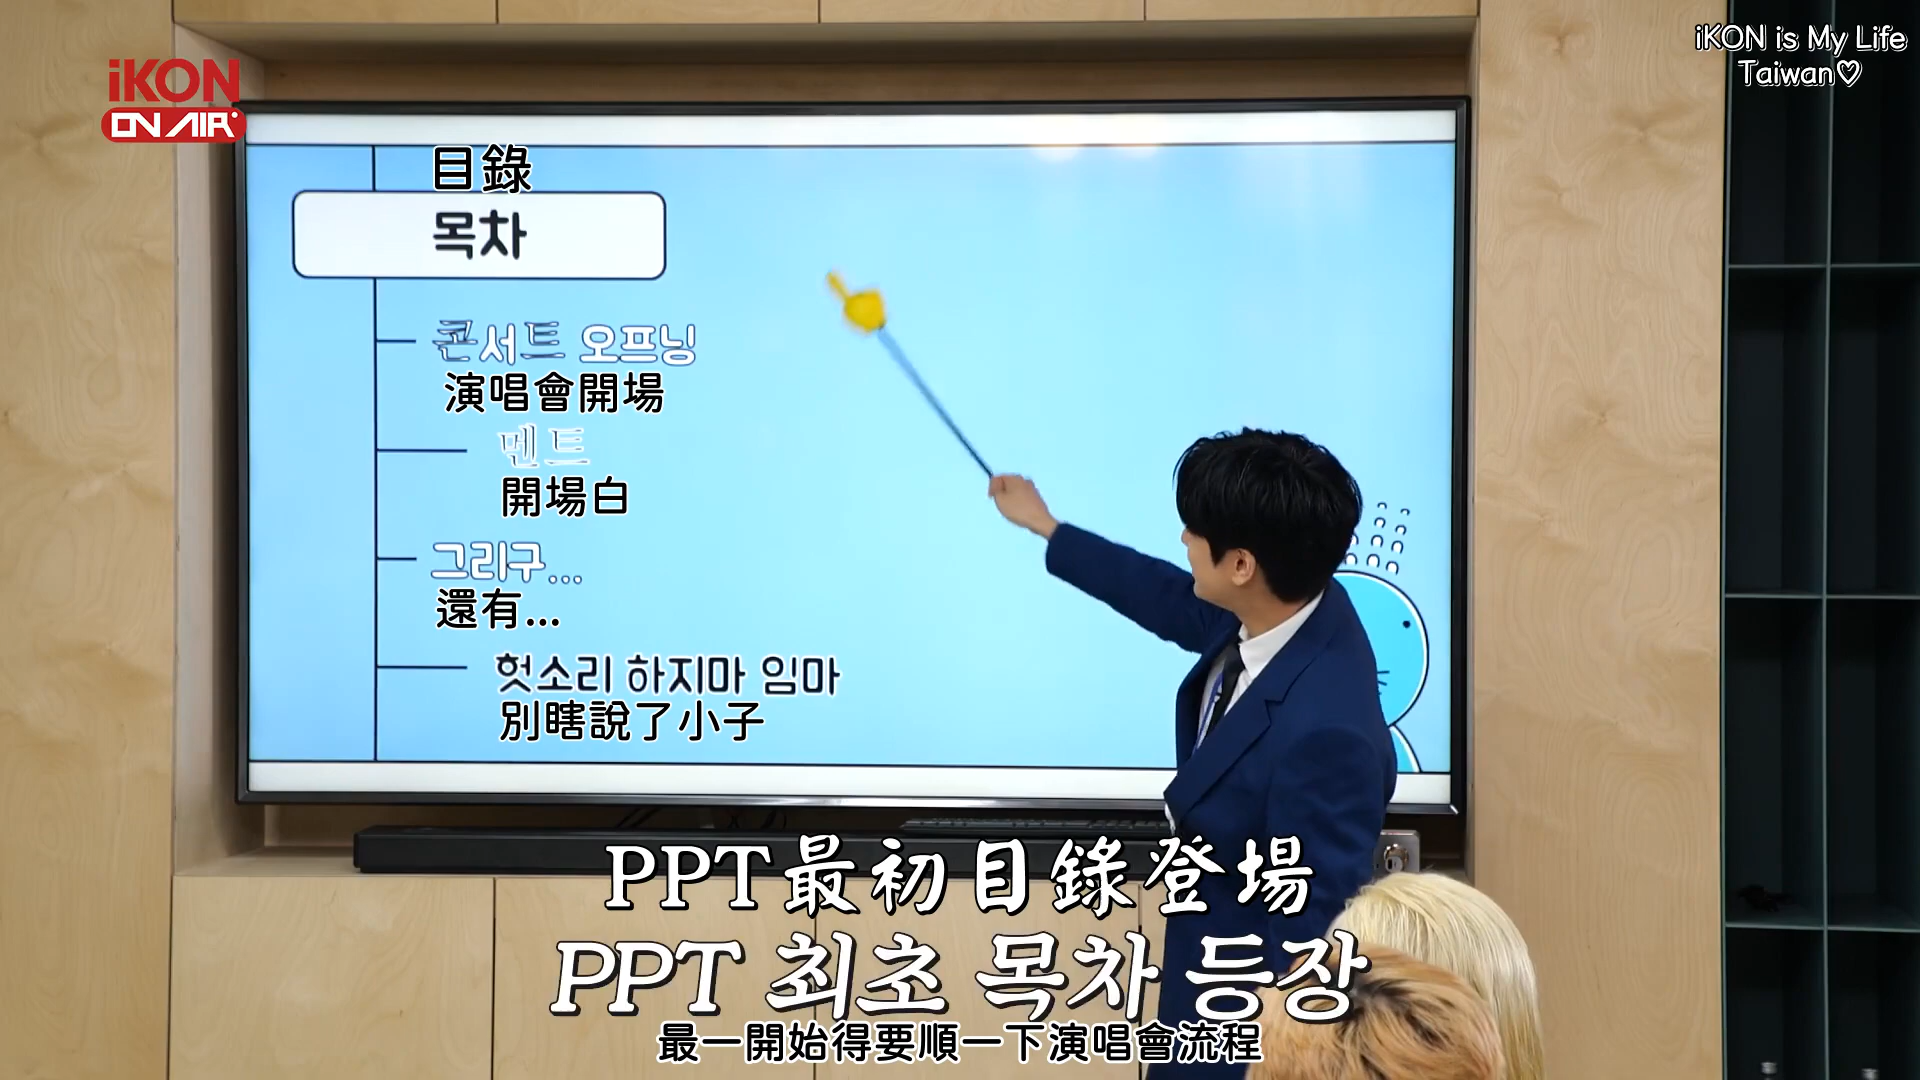 iKON is My Life
Taiwan♡
iKON
ON AIR
目錄
목차
콘서트 오프닝
演唱會開場
멘트
開場白
그리구...
還有...
헛소리 하지마 임마
別瞎說了小子
PPT最初目錄登場
PPT 최초 목차 등장
最一開始得要順一下演唱會流程